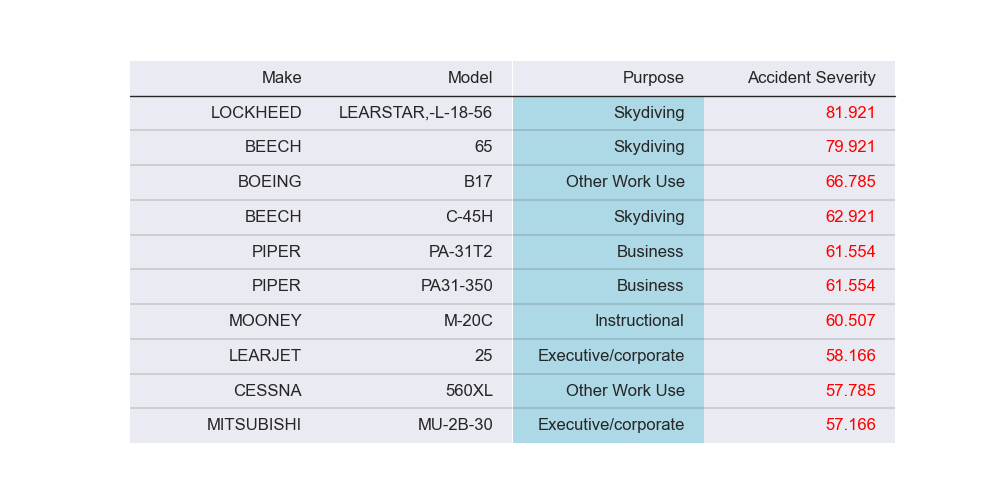 Make Model Purpose Accident Severity
LOCKHEED LEARSTAR,-L-18-56 Skydiving 81.921
BEECH 65 Skydiving 79.921
BOEING B17 Other Work Use 66.785
BEECH C-45H Skydiving 62.921
PIPER PA-31T2 Business 61.554
PIPER PA31-350 Business 61.554
MOONEY M-20C Instructional 60.507
LEARJET 25 Executive/corporate 58.166
CESSNA 560XL Other Work Use 57.785
MITSUBISHI MU-2B-30 Executive/corporate 57.166